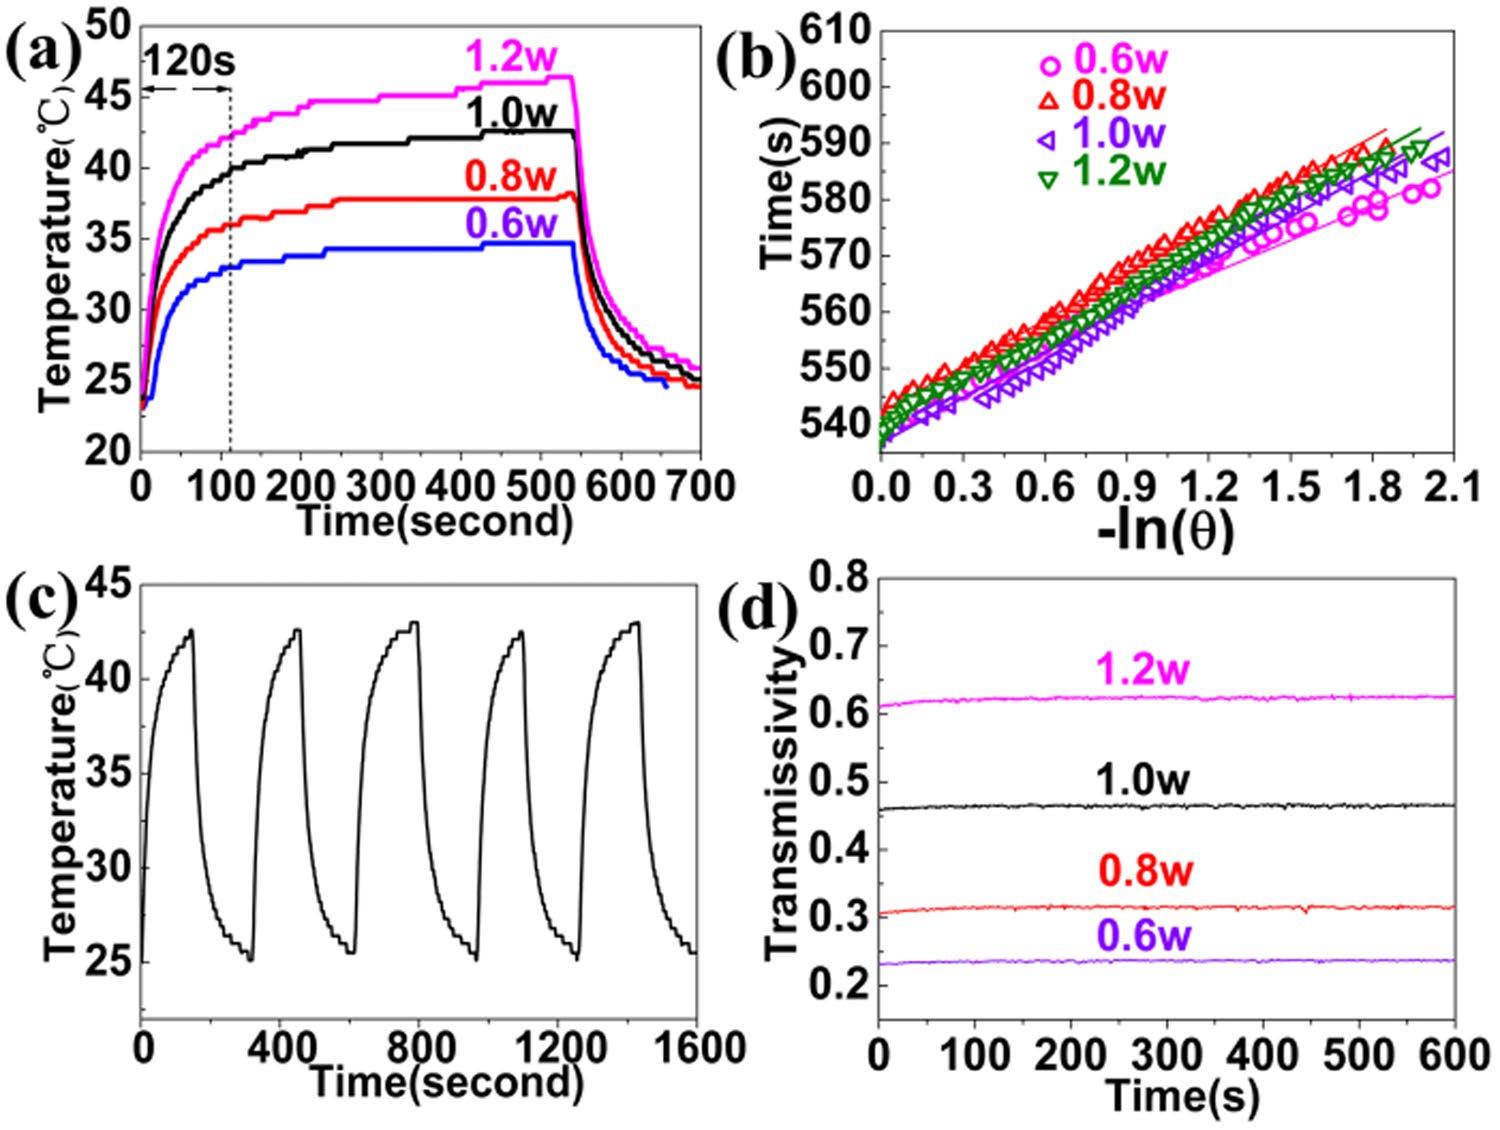 (a)
50
45
40
35
30
25
20
Temperature(℃)
120s
1.2w
1.0w
0.8w
0.6w
0 100 200 300 400 500 600 700
Time(second)
(b)
610
600
590
580
570
560
550
540
Time(s)
0.6w
0.8w
1.0w
1.2w
0.0 0.3 0.6 0.9 1.2 1.5 1.8 2.1
-ln(θ)
(c)
45
40
35
30
25
Temperature(℃)
0 400 800 1200 1600
Time(second)
(d)
0.8
0.7
0.6
0.5
0.4
0.3
0.2
Transmissivity
1.2w
1.0w
0.8w
0.6w
0 100 200 300 400 500 600
Time(s)